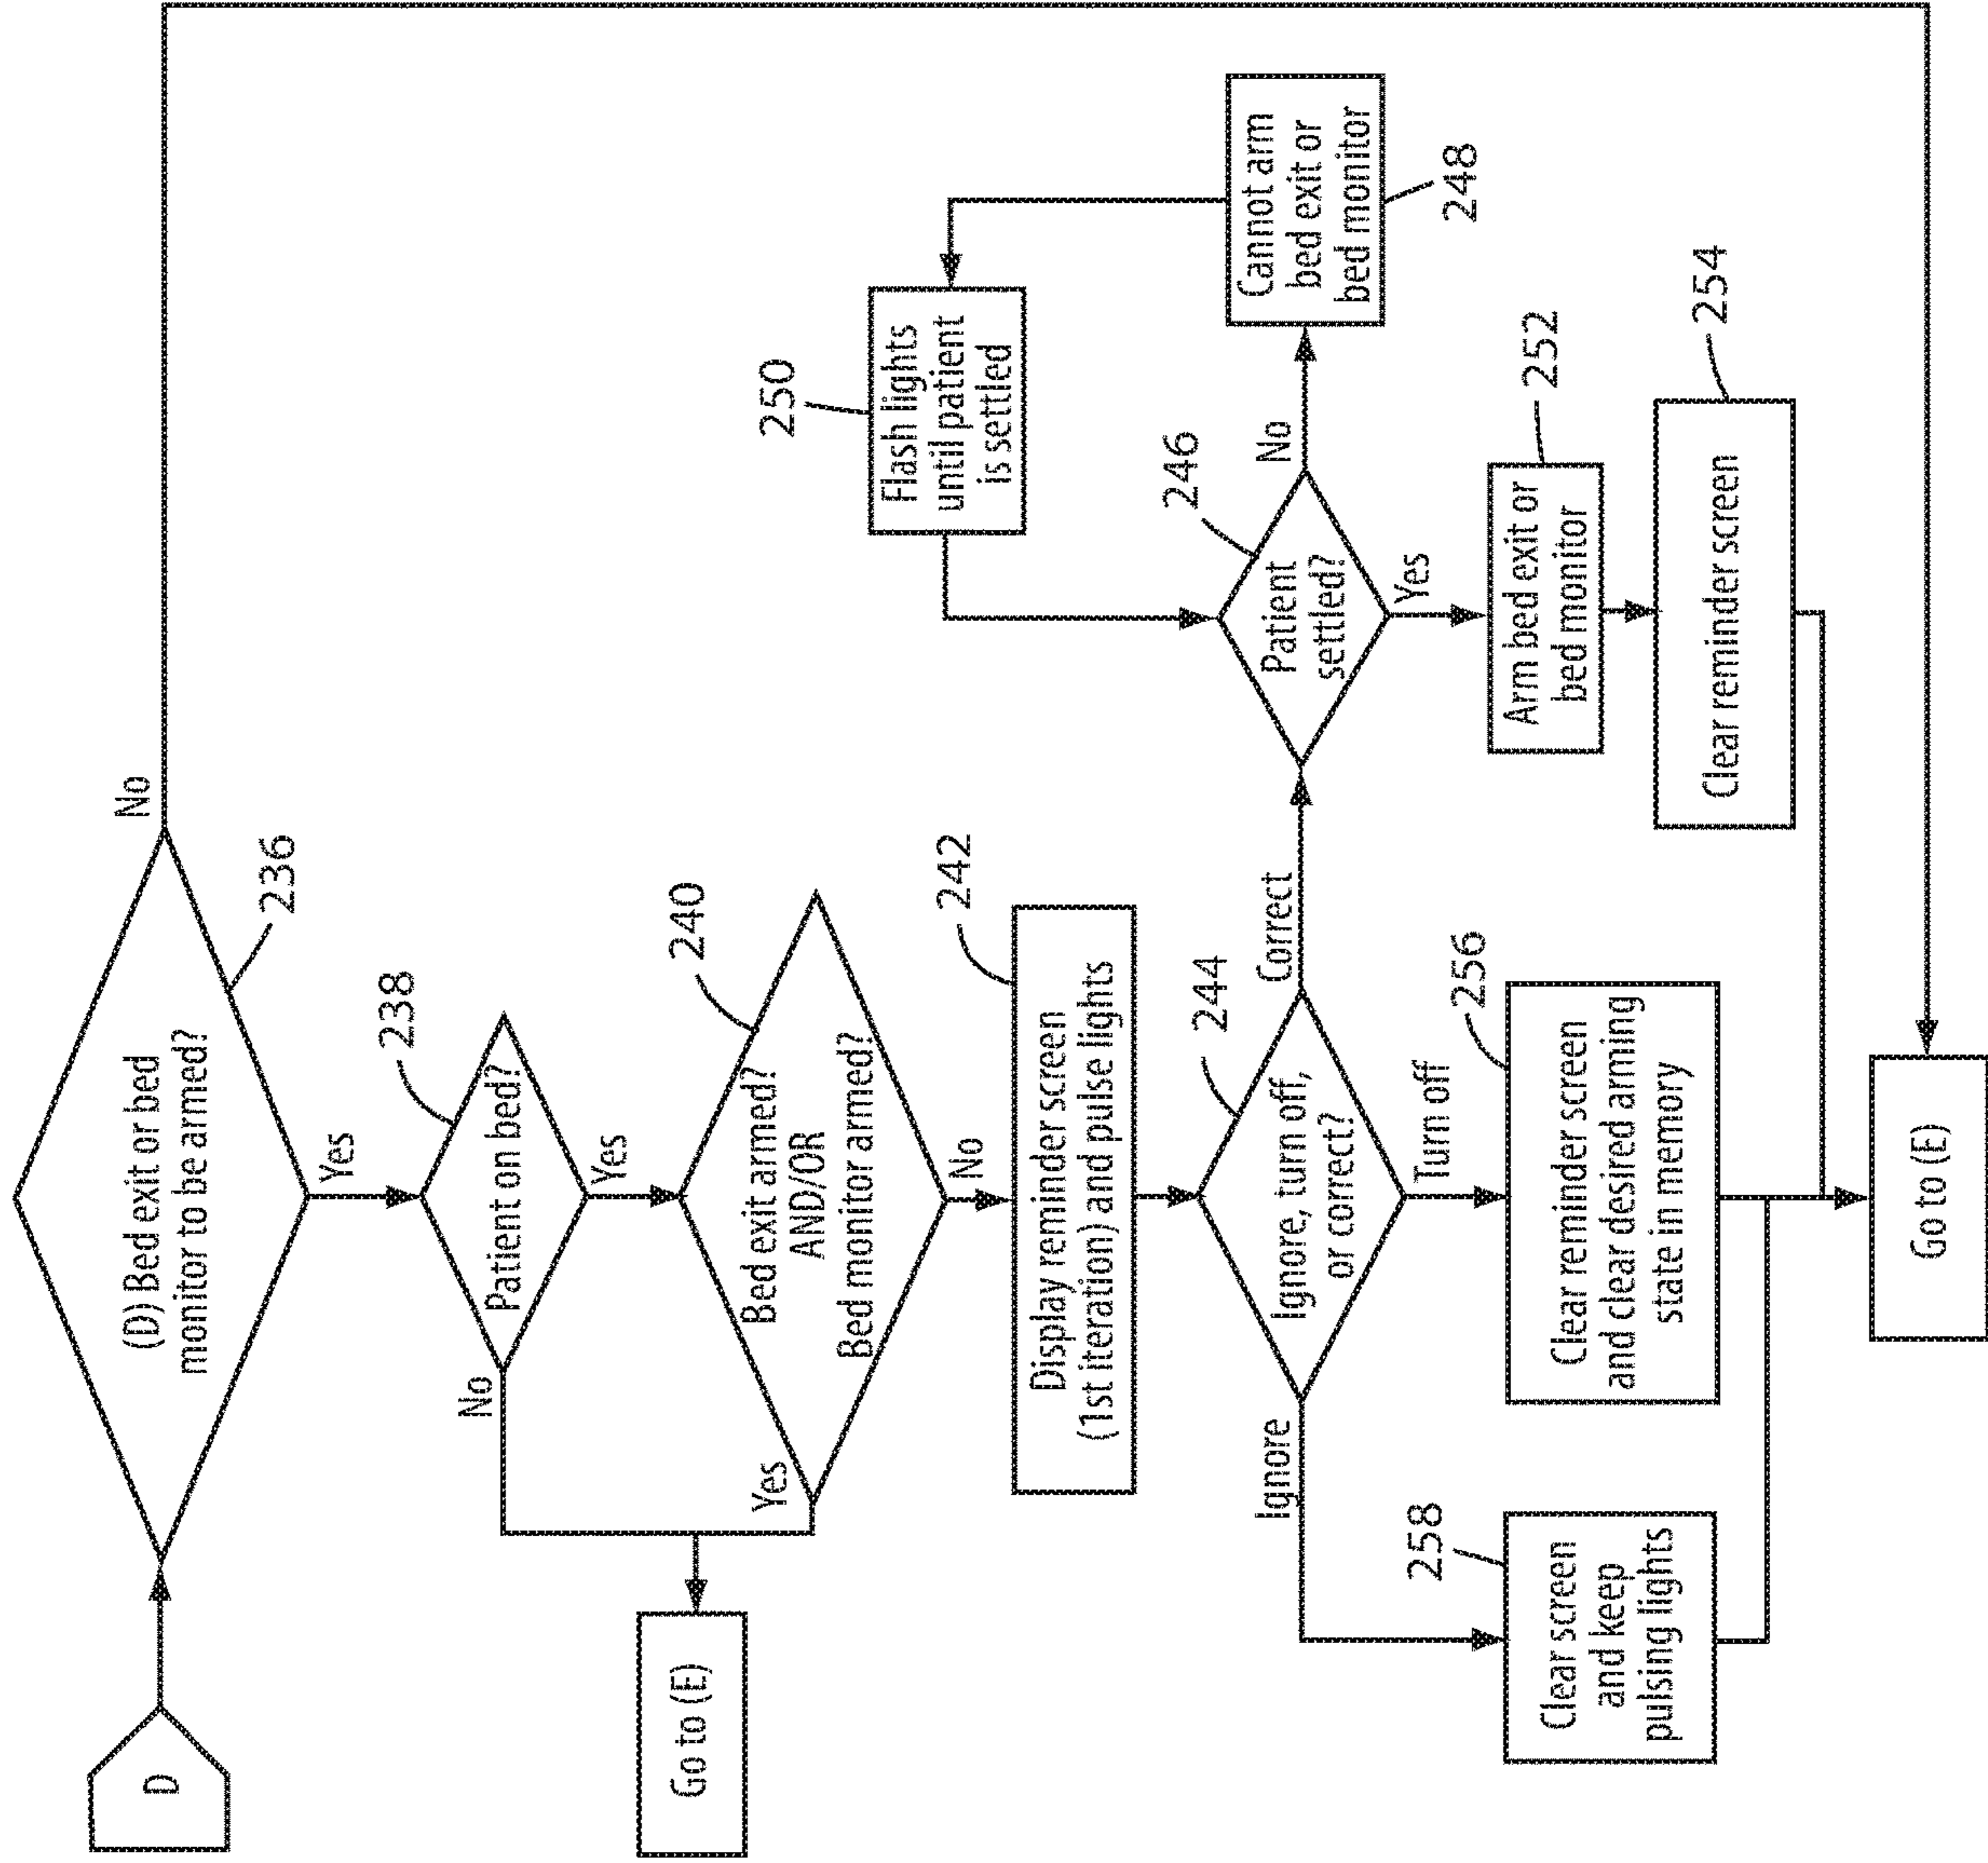 D
(D) Bed exit or bed
monitor to be armed?
No
236
Yes
238
Patient on bed?
No
Yes
240
Bed exit armed?
AND/OR
Bed monitor armed?
Yes
No
Go to (E)
242
Display reminder screen
(1st iteration) and pulse lights
244
Ignore, turn off,
or correct?
Ignore
Turn off
Correct
246
Patient
settled?
No
Yes
Cannot arm
bed exit or
bed monitor
248
250
Flash lights
until patient
is settled
252
Arm bed exit or
bed monitor
254
Clear reminder screen
256
Clear reminder screen
and clear desired arming
state in memory
258
Clear screen
and keep
pulsing lights
Go to (E)